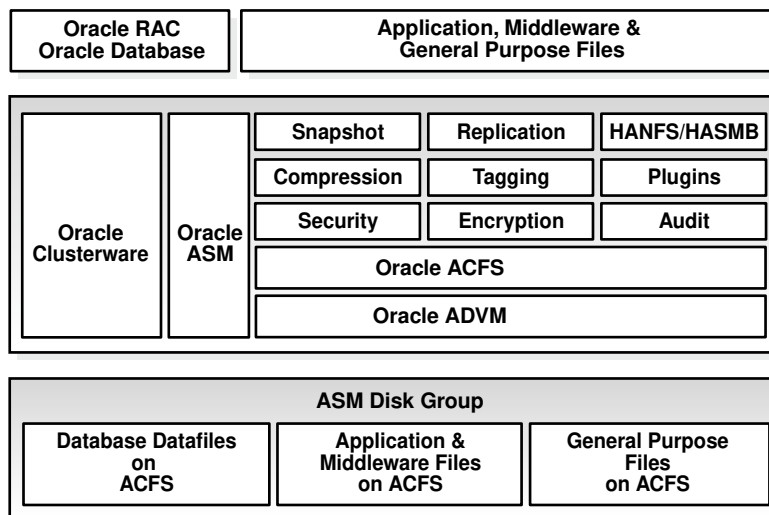 Oracle RAC
Oracle Database
Application, Middleware &
General Purpose Files
Oracle
Clusterware
Oracle
ASM
Snapshot
Replication
HANFS/HASMB
Compression
Tagging
Plugins
Security
Encryption
Audit
Oracle ACFS
Oracle ADVM
ASM Disk Group
Database Datafiles
on
ACFS
Application &
Middleware Files
on ACFS
General Purpose
Files
on ACFS